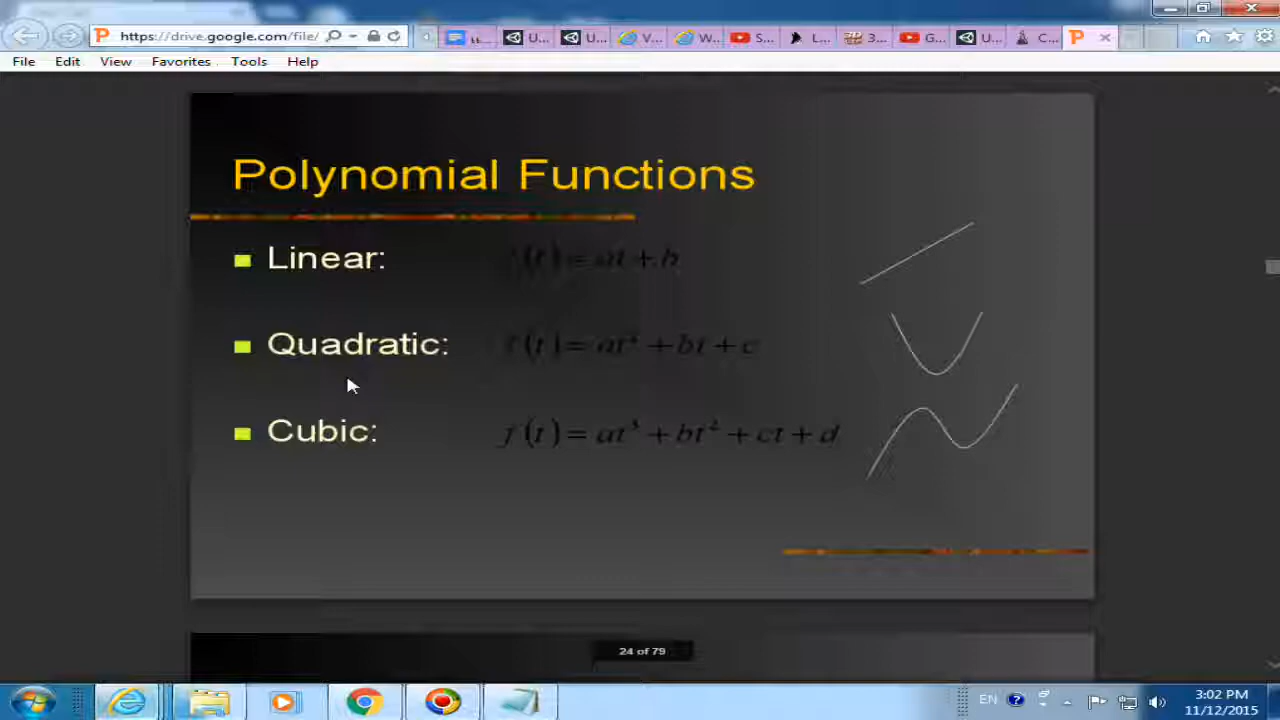 https://drive.google.com/file/
U...
U...
V...
W...
S...
L...
3...
G...
U...
C...
File Edit View Favorites Tools Help
Polynomial Functions
Linear: f(t) = at + b
Quadratic: f(t) = at² + bt + c
Cubic: f(t) = at³ + bt² + ct + d
24 of 79
EN
3:02 PM
11/12/2015